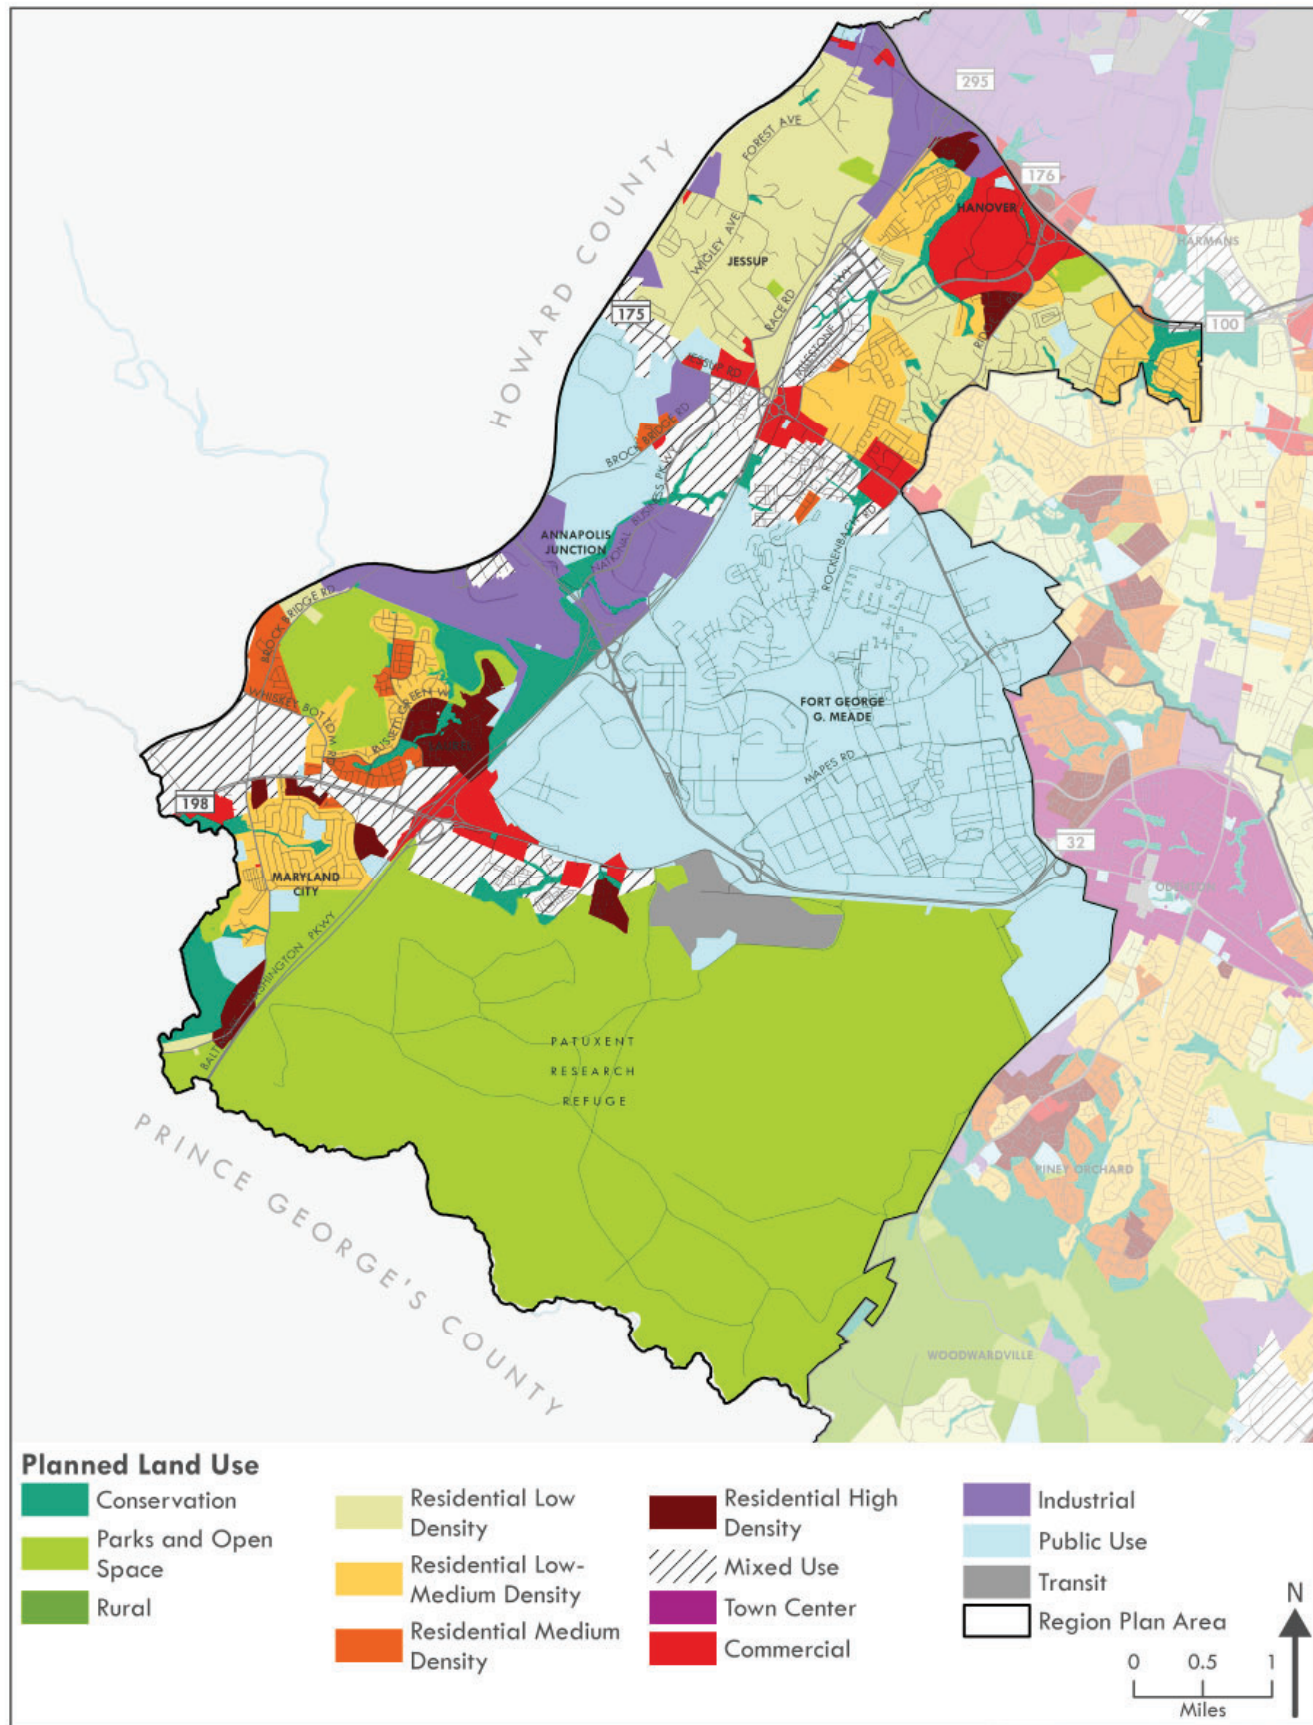 295
FOREST AVE
176
HOWARD COUNTY
HANOVER
HARMANS
WIGLEY AVE
JESSUP
RACE RD
175
MILESTONE PKWY
100
JESSUP RD
BROCK BRIDGE RD
NATIONAL BUSINESS PKWY
ANNAPOLIS
JUNCTION
ROCKENBACH RD
BROCK BRIDGE RD
WHISKEY BOTTOM RD
RUSSETT GREEN W
FORT GEORGE
G. MEADE
MAPES RD
198
32
MARYLAND
CITY
WASHINGTON PKWY
PATUXENT
RESEARCH
REFUGE
PRINCE GEORGE'S COUNTY
PINEY ORCHARD
WOODWARDVILLE
Planned Land Use
Conservation
Parks and Open
Space
Rural
Residential Low
Density
Residential Low-
Medium Density
Residential Medium
Density
Residential High
Density
Mixed Use
Town Center
Commercial
Industrial
Public Use
Transit
Region Plan Area
N
0 0.5 1
Miles